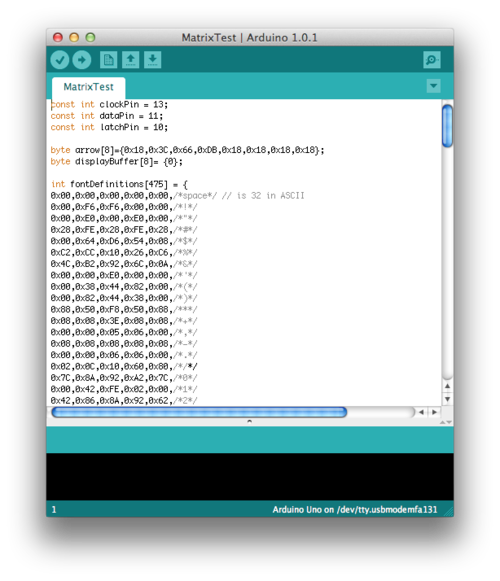 MatrixTest | Arduino 1.0.1
MatrixTest
const int clockPin = 13;
const int dataPin = 11;
const int latchPin = 10;
byte arrow[8]={0x18,0x3C,0x66,0xDB,0x18,0x18,0x18,0x18};
byte displayBuffer[8]= {0};
int fontDefinitions[475] = {
0x00,0x00,0x00,0x00,0x00,/*space*/ // is 32 in ASCII
0x00,0xF6,0xF6,0x00,0x00,/*!*/
0x00,0xE0,0x00,0xE0,0x00,/*"*/
0x28,0xFE,0x28,0xFE,0x28,/*#*/
0x00,0x64,0xD6,0x54,0x08,/*$*/
0xC2,0xCC,0x10,0x26,0xC6,/*%*/
0x4C,0xB2,0x92,0x6C,0x0A,/*&*/
0x00,0x00,0xE0,0x00,0x00,/*'*/
0x00,0x38,0x44,0x82,0x00,/*(*/
0x00,0x82,0x44,0x38,0x00,/*)*/
0x88,0x50,0xF8,0x50,0x88,/***/
0x08,0x08,0x3E,0x08,0x08,/*+*/
0x00,0x00,0x05,0x06,0x00,/*,*/
0x08,0x08,0x08,0x08,0x08,/*-*/
0x00,0x00,0x06,0x06,0x00,/*.*/
0x02,0x0C,0x10,0x60,0x80,/*/*/
0x7C,0x8A,0x92,0xA2,0x7C,/*0*/
0x00,0x42,0xFE,0x02,0x00,/*1*/
0x42,0x86,0x8A,0x92,0x62,/*2*/
1
Arduino Uno on /dev/tty.usbmodemfa131